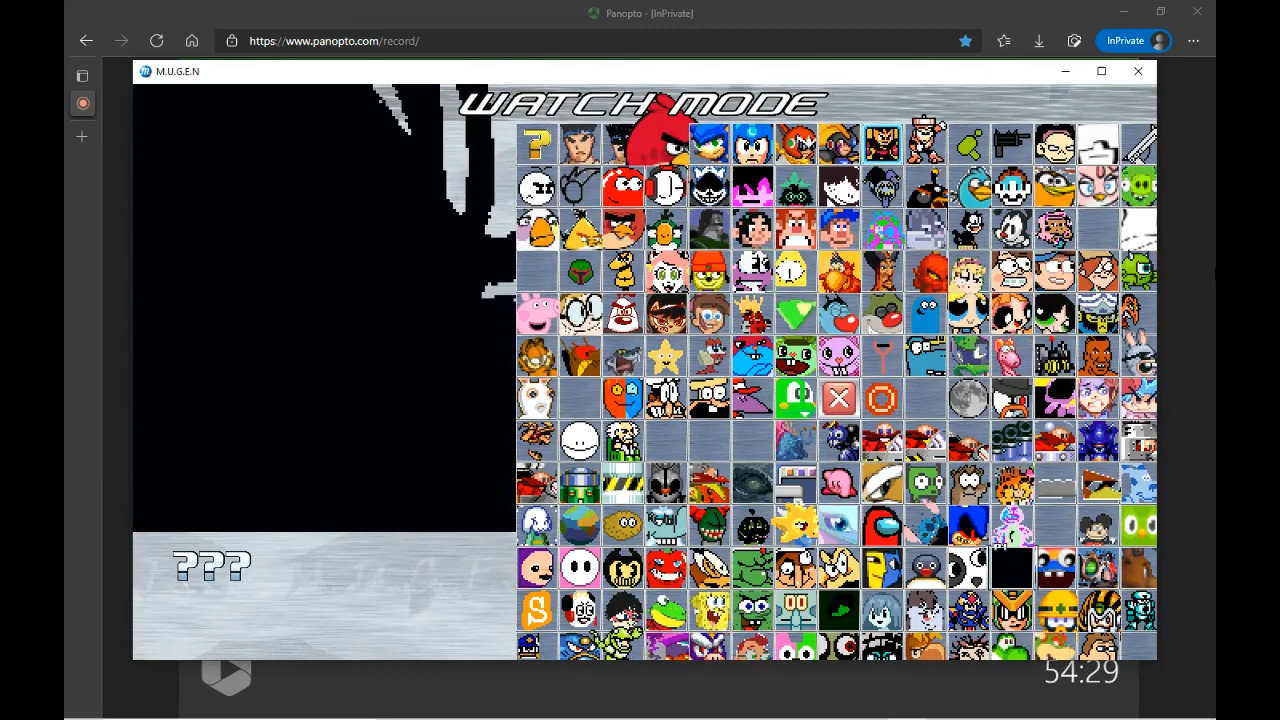 Panopto - [InPrivate]
https://www.panopto.com/record/
InPrivate
M.U.G.E.N
WATCH MODE
?
S
???
54:29